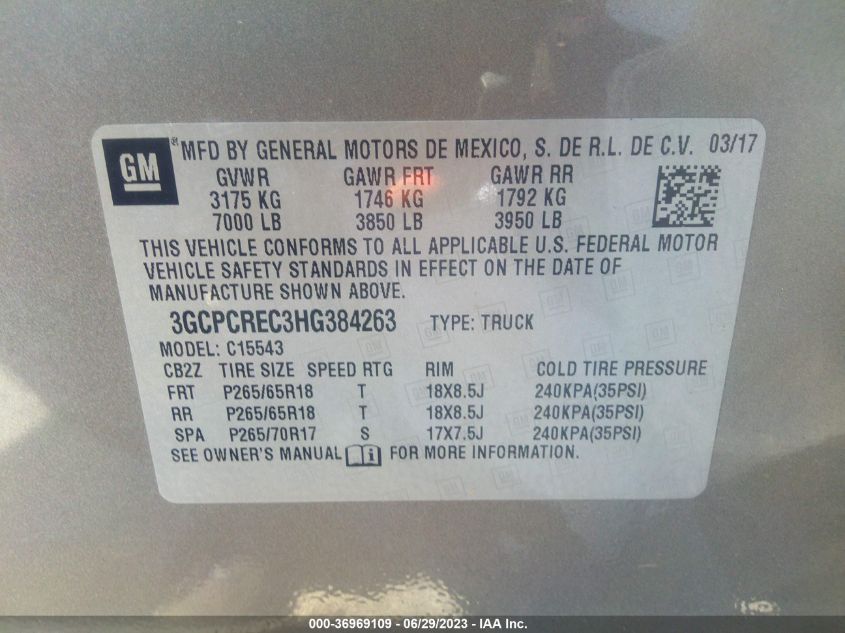 GM ® MFD BY GENERAL MOTORS DE MEXICO, S. DE R.L. DE C.V. 03/17
GVWR GAWR FRT GAWR RR
3175 KG 1746 KG 1792 KG
7000 LB 3850 LB 3950 LB
THIS VEHICLE CONFORMS TO ALL APPLICABLE U.S. FEDERAL MOTOR
VEHICLE SAFETY STANDARDS IN EFFECT ON THE DATE OF
MANUFACTURE SHOWN ABOVE.
3GCPCREC3HG384263 TYPE: TRUCK
MODEL: C15543
CB2Z TIRE SIZE SPEED RTG RIM COLD TIRE PRESSURE
FRT P265/65R18 T 18X8.5J 240KPA(35PSI)
RR P265/65R18 T 18X8.5J 240KPA(35PSI)
SPA P265/70R17 S 17X7.5J 240KPA(35PSI)
SEE OWNER'S MANUAL i FOR MORE INFORMATION.
000-36969109 - 06/29/2023 - IAA Inc.